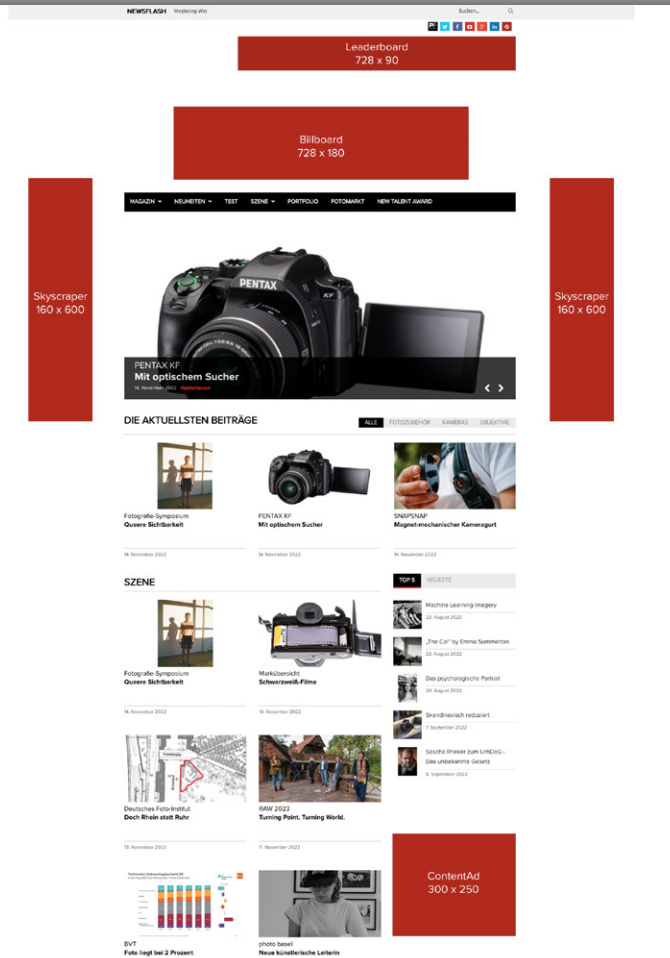 NEWSFLASH Mediating War
Suchen...
Leaderboard
728 x 90
Billboard
728 x 180
Skyscraper
160 x 600
Skyscraper
160 x 600
MAGAZIN NEUHEITEN TEST SZENE PORTFOLIO FOTOMARKT NEW TALENT AWARD
PENTAX
KF
PENTAX KF
Mit optischem Sucher
14. November 2022 Weiterlesen
DIE AKTUELLSTEN BEITRÄGE
ALLE FOTOZUBEHÖR KAMERAS OBJEKTIVE
Fotografie-Symposium
Queere Sichtbarkeit
14. November 2022
PENTAX KF
Mit optischem Sucher
14. November 2022
SNAPSNAP
Magnet-mechanischer Kameragurt
14. November 2022
SZENE
Fotografie-Symposium
Queere Sichtbarkeit
14. November 2022
Markübersicht
Schwarzweiß-Filme
14. November 2022
Deutsches Foto-Institut
Doch Rhein statt Ruhr
13. November 2022
RAW 2023
Turning Point. Turning World.
11. November 2022
BVT
Foto liegt bei 2 Prozent
photo basel
Neue künstlerische Leiterin
TOP 5 NEUESTE
Machine Learning Imagery
22. August 2022
„The Cut" by Emma Summerton
22. August 2022
Das psychologische Portrait
20. August 2022
Skandinavisch reduziert
7. September 2022
Sascha Rheker zum UrhDaG -
Das unbekannte Gesetz
6. September 2022
ContentAd
300 x 250